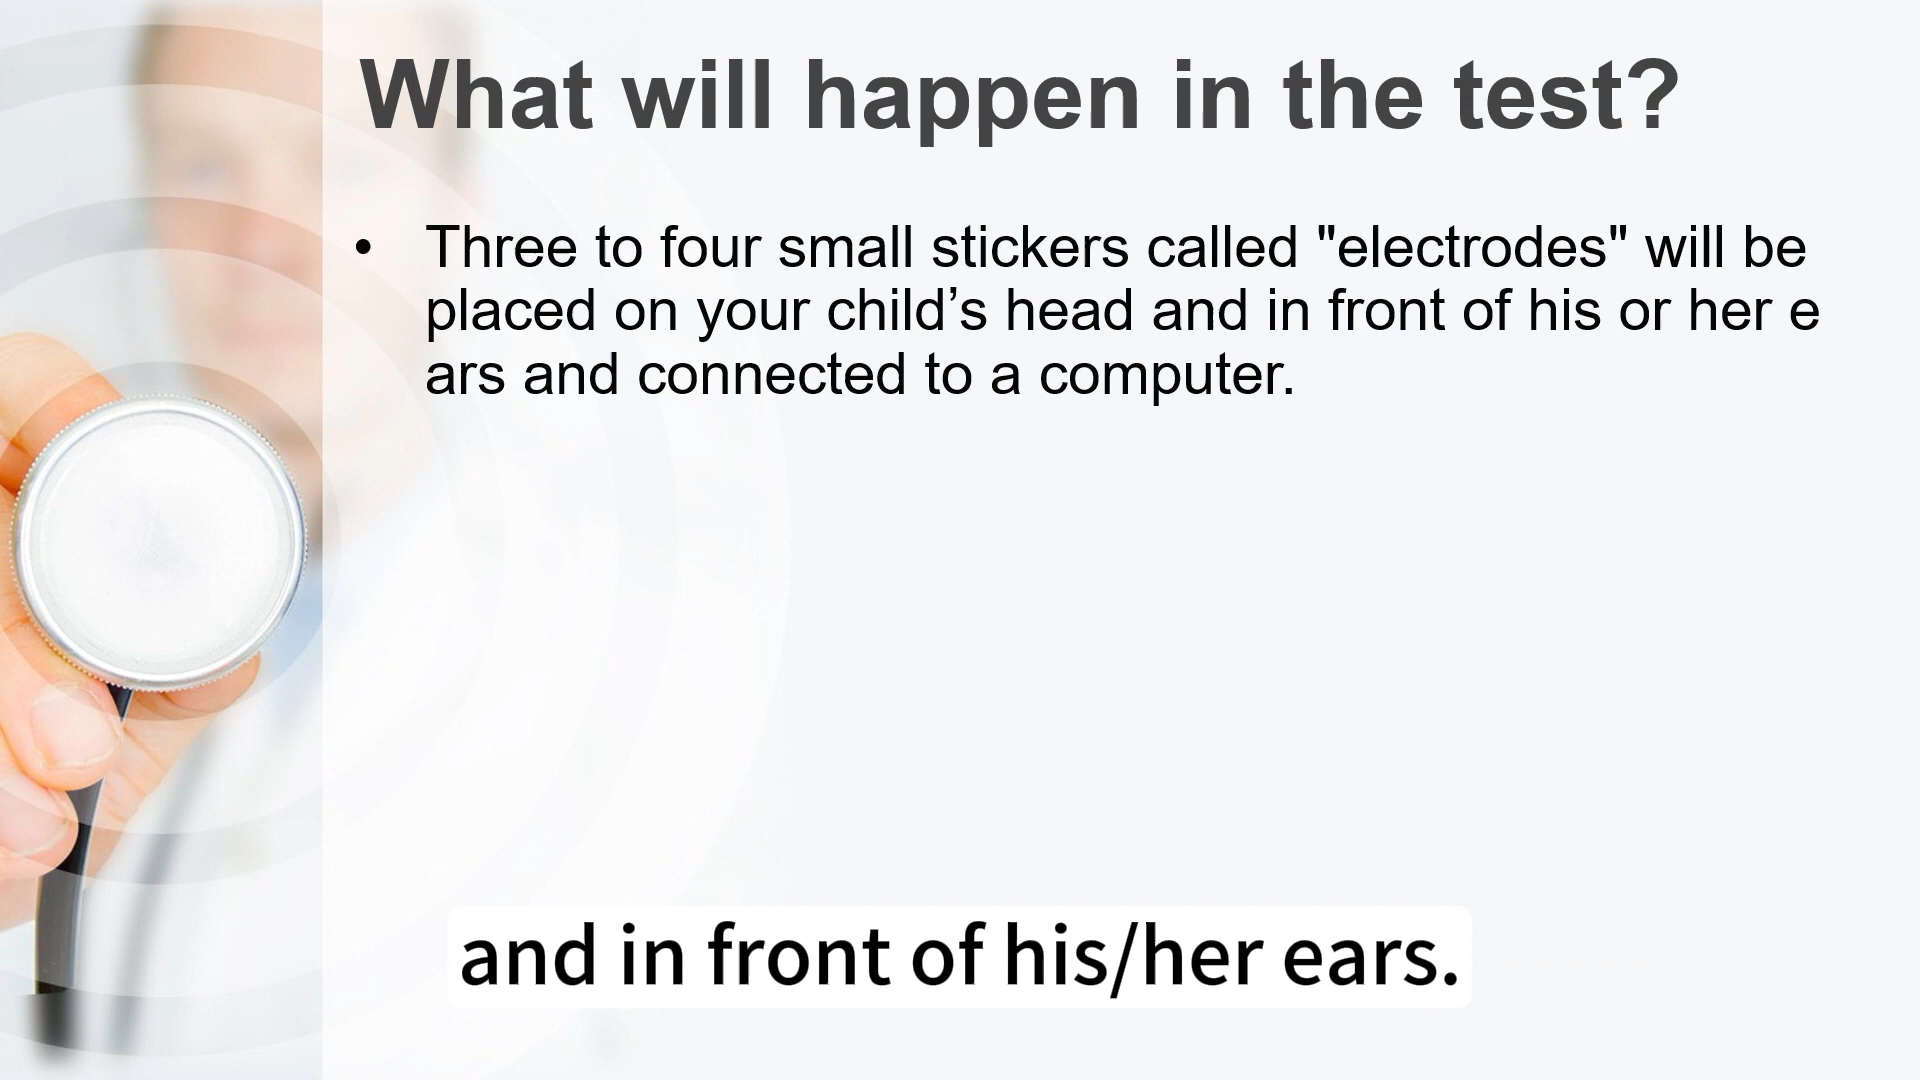 What will happen in the test?
• Three to four small stickers called "electrodes" will be
placed on your child’s head and in front of his or her e
ars and connected to a computer.
and in front of his/her ears.